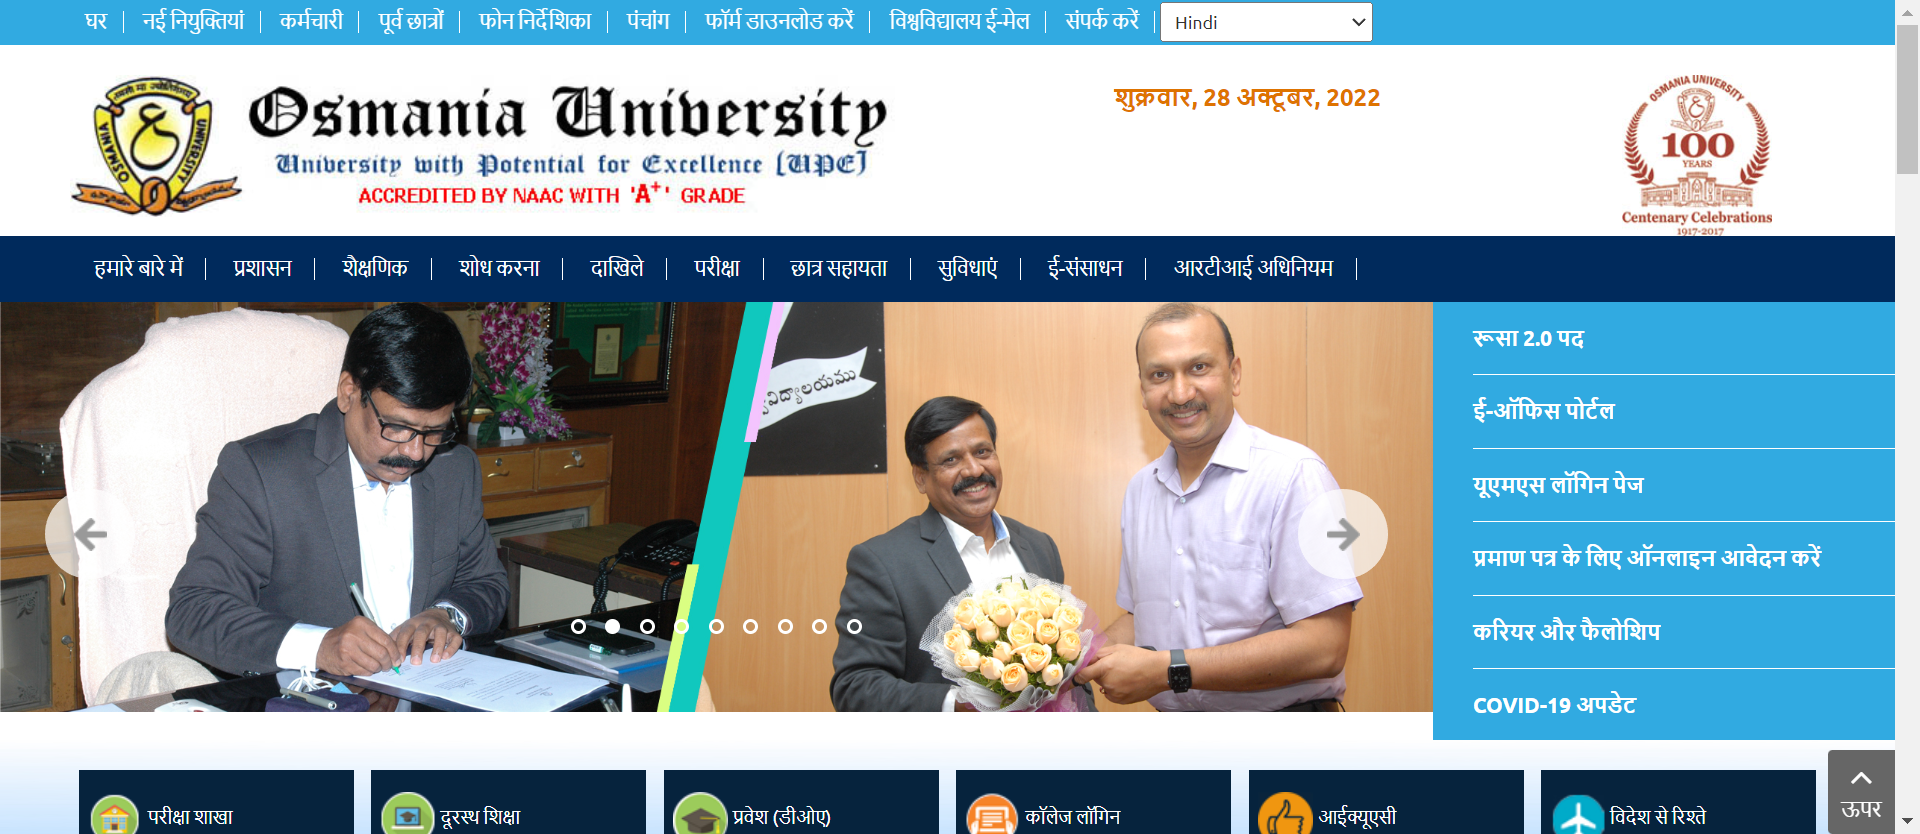 घर
नई नियुक्तियां
कर्मचारी
पूर्व छात्रों
फोन निर्देशिका
पंचांग
फॉर्म डाउनलोड करें
विश्वविद्यालय ई-मेल
संपर्क करें
Hindi
Osmania University
University with Potential for Excellence (UPE)
ACCREDITED BY NAAC WITH 'A+' GRADE
शुक्रवार, 28 अक्टूबर, 2022
OSMANIA UNIVERSITY
100
YEARS
Centenary Celebrations
1917-2017
हमारे बारे में
प्रशासन
शैक्षणिक
शोध करना
दाखिले
परीक्षा
छात्र सहायता
सुविधाएं
ई-संसाधन
आरटीआई अधिनियम
रूसा 2.0 पद
ई-ऑफिस पोर्टल
यूएमएस लॉगिन पेज
प्रमाण पत्र के लिए ऑनलाइन आवेदन करें
करियर और फैलोशिप
COVID-19 अपडेट
परीक्षा शाखा
दूरस्थ शिक्षा
प्रवेश (डीओए)
कॉलेज लॉगिन
आईक्यूएसी
विदेश से रिश्ते
ऊपर